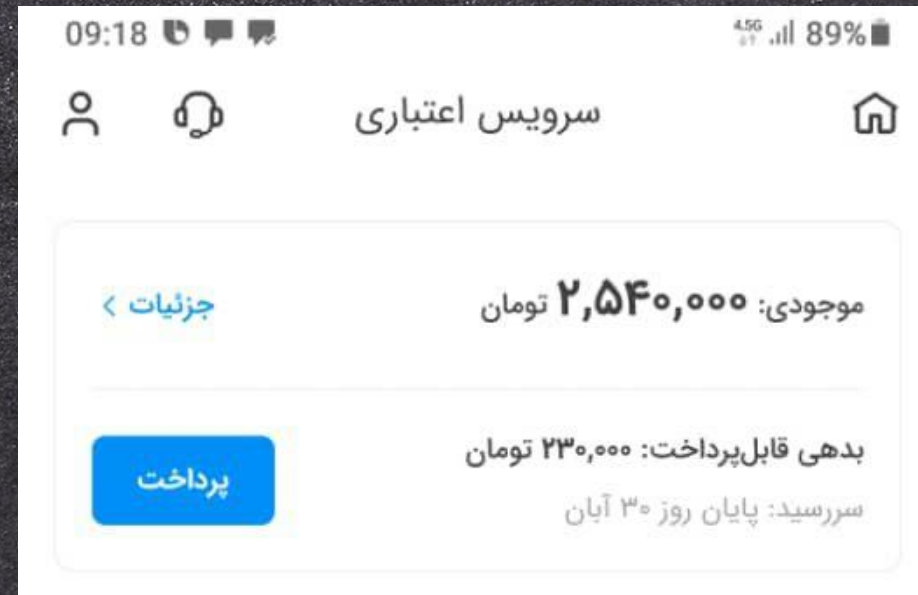 09:18 4.5G 89%
سرویس اعتباری
موجودی: ۲,۵۴۰,۰۰۰ تومان
جزئیات
بدهی قابل‌پرداخت: ۲۳۰,۰۰۰ تومان
پرداخت
سررسید: پایان روز ۳۰ آبان